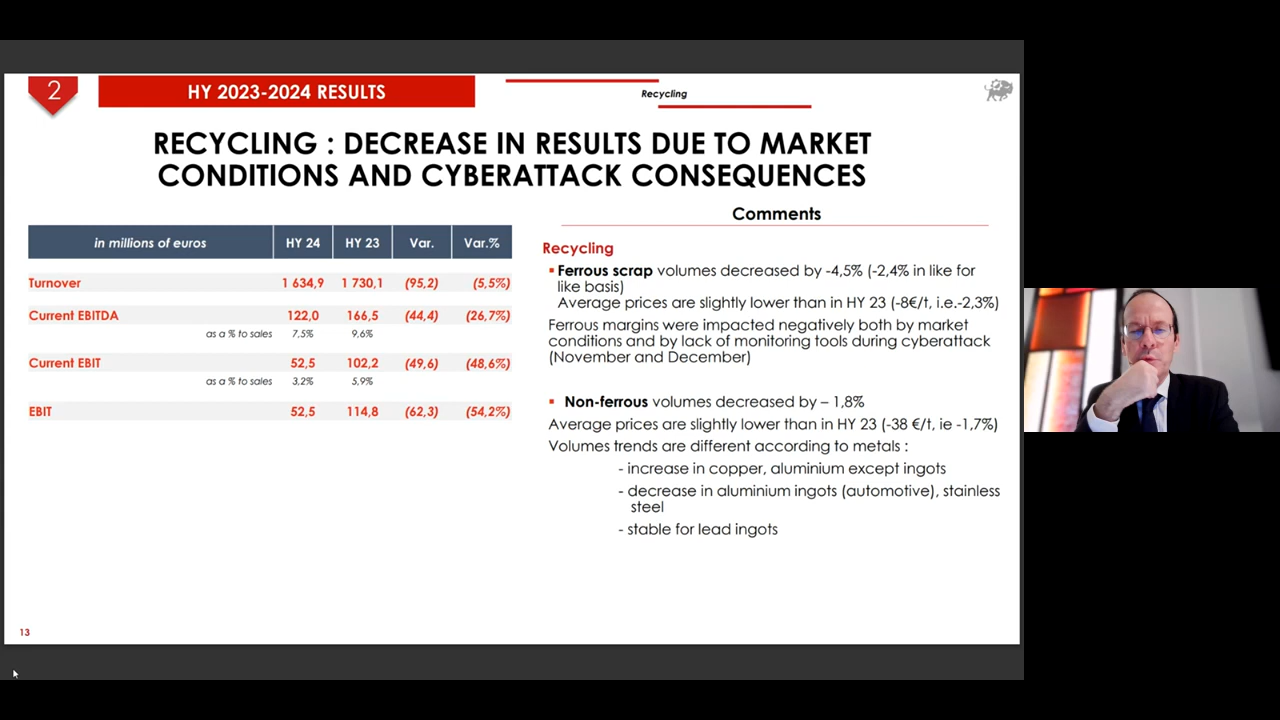 2
HY 2023-2024 RESULTS
Recycling
RECYCLING : DECREASE IN RESULTS DUE TO MARKET
CONDITIONS AND CYBERATTACK CONSEQUENCES
Comments
in millions of euros HY 24 HY 23 Var. Var.%
Turnover 1 634,9 1 730,1 (95,2) (5,5%)
Current EBITDA 122,0 166,5 (44,4) (26,7%)
as a % to sales 7,5% 9,6%
Current EBIT 52,5 102,2 (49,6) (48,6%)
as a % to sales 3,2% 5,9%
EBIT 52,5 114,8 (62,3) (54,2%)
Recycling
▪ Ferrous scrap volumes decreased by -4,5% (-2,4% in like for
like basis)
Average prices are slightly lower than in HY 23 (-8€/t, i.e.-2,3%)
Ferrous margins were impacted negatively both by market
conditions and by lack of monitoring tools during cyberattack
(November and December)
▪ Non-ferrous volumes decreased by – 1,8%
Average prices are slightly lower than in HY 23 (-38 €/t, ie -1,7%)
Volumes trends are different according to metals :
- increase in copper, aluminium except ingots
- decrease in aluminium ingots (automotive), stainless
steel
- stable for lead ingots
13